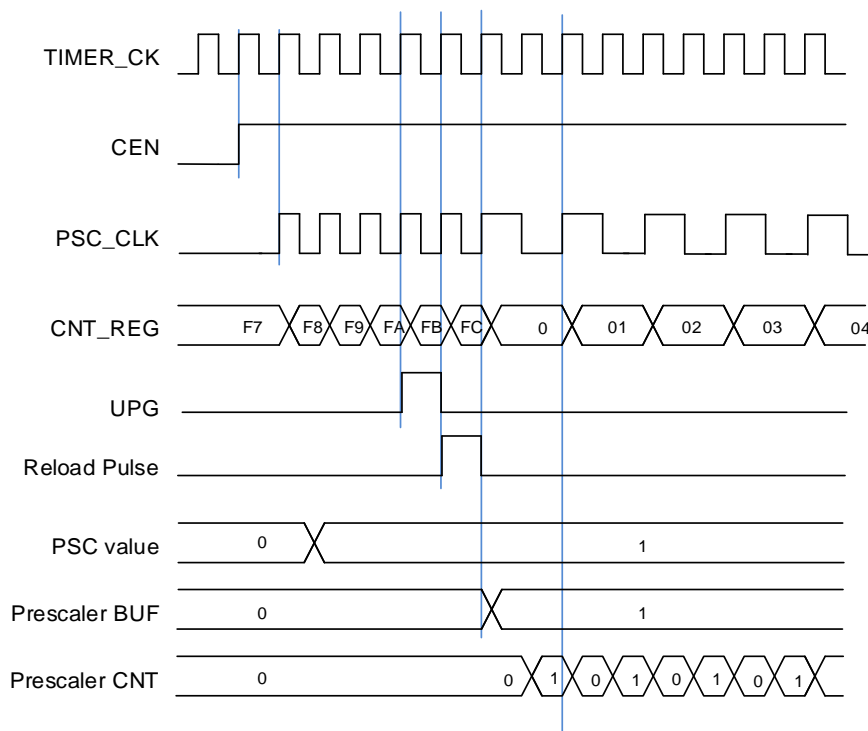 TIMER_CK
CEN
PSC_CLK
CNT_REG F7 F8 F9 FA FB FC 0 01 02 03 04
UPG
Reload Pulse
PSC value 0 1
Prescaler BUF 0 1
Prescaler CNT 0 0 1 0 1 0 1 0 1